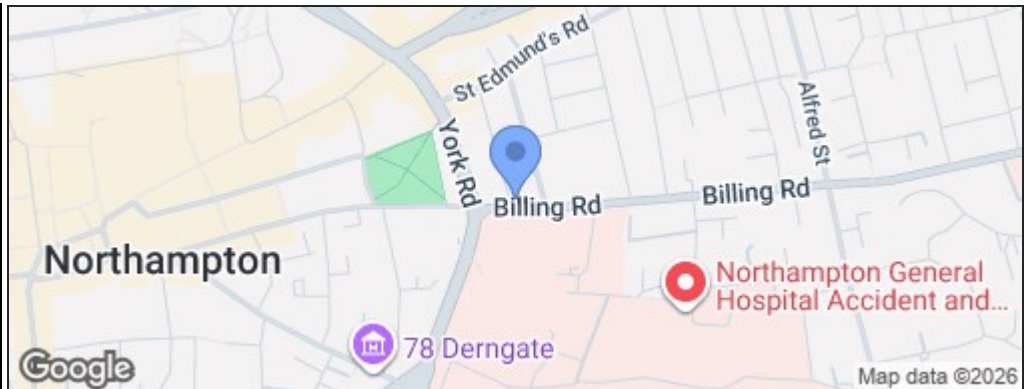 St Edmund's Rd
York Rd
Alfred St
Billing Rd
Billing Rd
Northampton
Northampton General
Hospital Accident and...
78 Derngate
Google
Map data ©2026